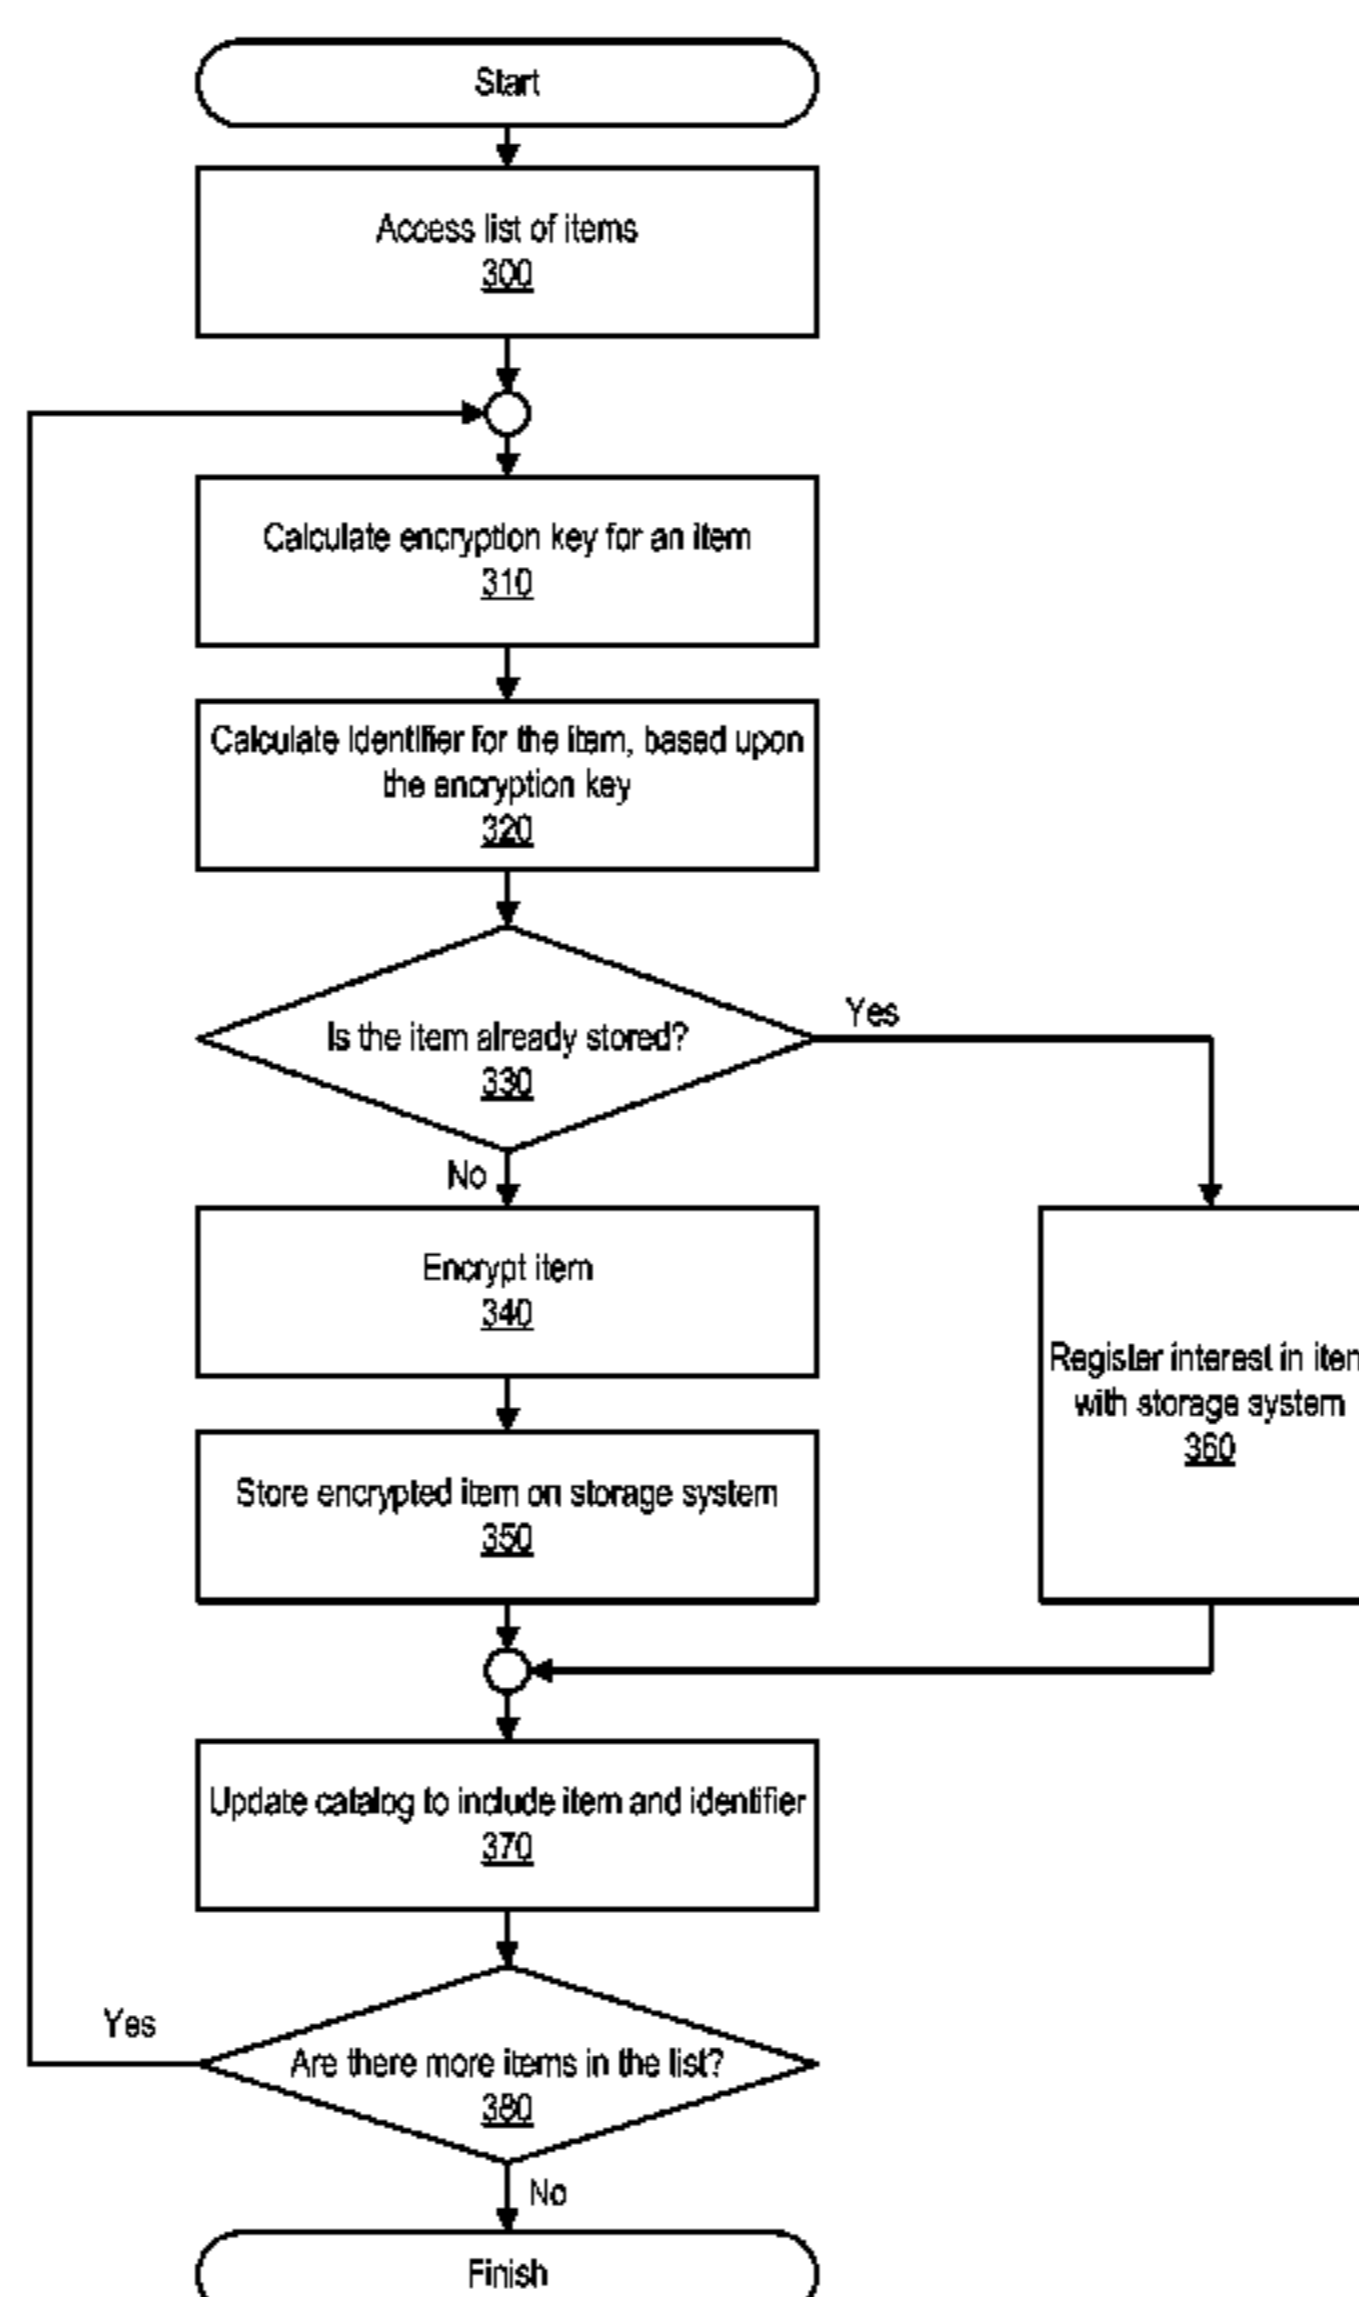 Start
Access list of items
300
Calculate encryption key for an item
310
Calculate identifier for the item, based upon
the encryption key
320
Is the item already stored?
330
Yes
No
Encrypt item
340
Register interest in
with storage system
360
Store encrypted item on storage system
350
Update catalog to include item and identifier
370
Yes
Are there more items in the list?
380
No
Finish